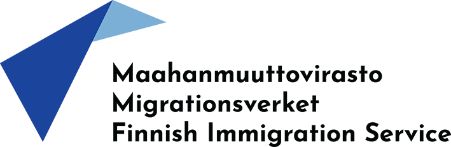 Maahanmuuttovirasto
Migrationsverket
Finnish Immigration Service